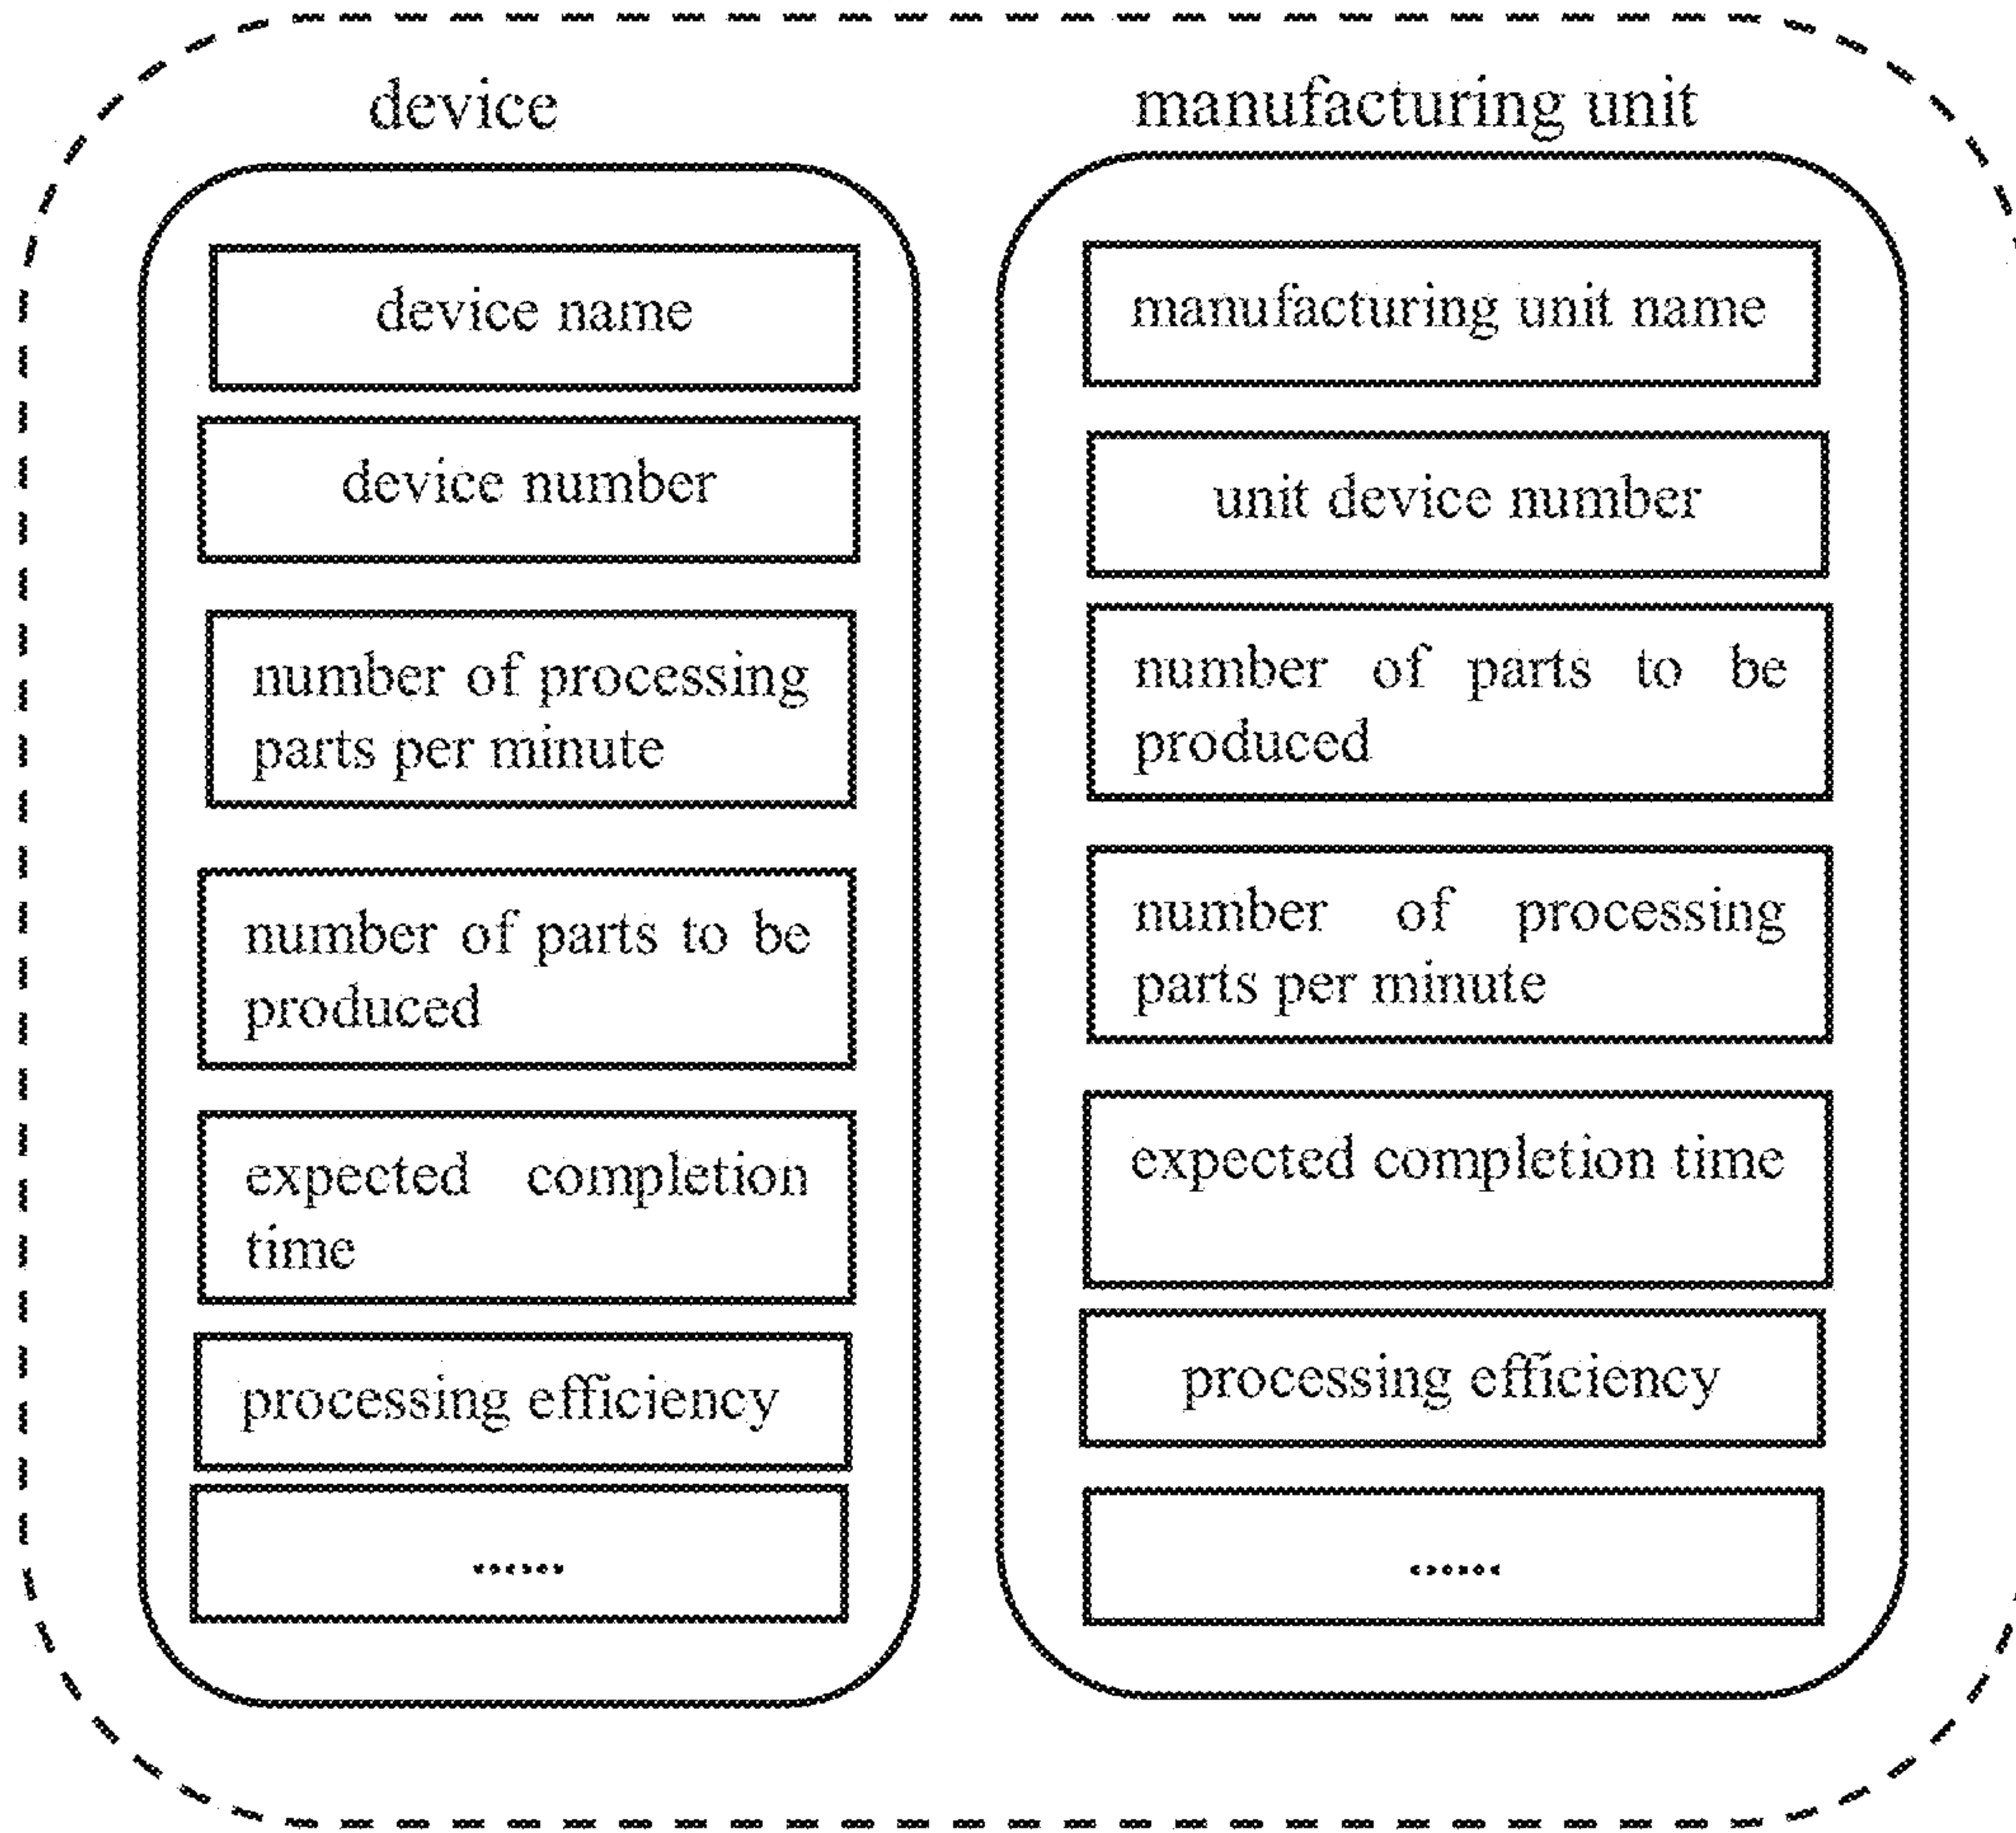 device
device name
device number
number of processing
parts per minute
number of parts to be
produced
expected completion
time
processing efficiency
......
manufacturing unit
manufacturing unit name
unit device number
number of parts to be
produced
number of processing
parts per minute
expected completion time
processing efficiency
......